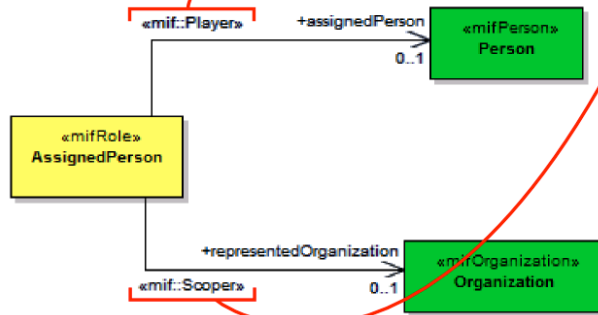 «mif::Player»
+assignedPerson
0..1
«mifPerson»
Person
«mifRole»
AssignedPerson
+representedOrganization
«mif::Scoper»
0..1
«mifOrganization»
Organization